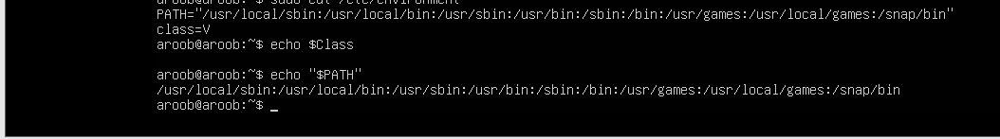 aroob@aroob:~$ sudo cat /etc/environment
PATH="/usr/local/sbin:/usr/local/bin:/usr/sbin:/usr/bin:/sbin:/bin:/usr/games:/usr/local/games:/snap/bin"
class=V
aroob@aroob:~$ echo $Class
aroob@aroob:~$ echo "$PATH"
/usr/local/sbin:/usr/local/bin:/usr/sbin:/usr/bin:/sbin:/bin:/usr/games:/usr/local/games:/snap/bin
aroob@aroob:~$ _